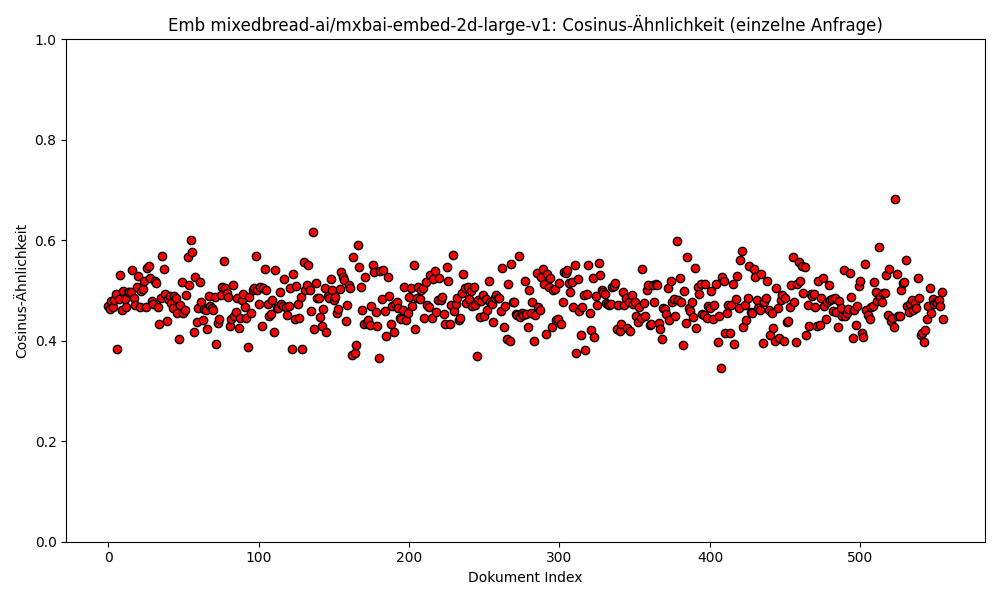 Emb mixedbread-ai/mxbai-embed-2d-large-v1: Cosinus-Ähnlichkeit (einzelne Anfrage)
1.0
0.8
0.6
0.4
0.2
0.0
Cosinus-Ähnlichkeit
0 100 200 300 400 500
Dokument Index